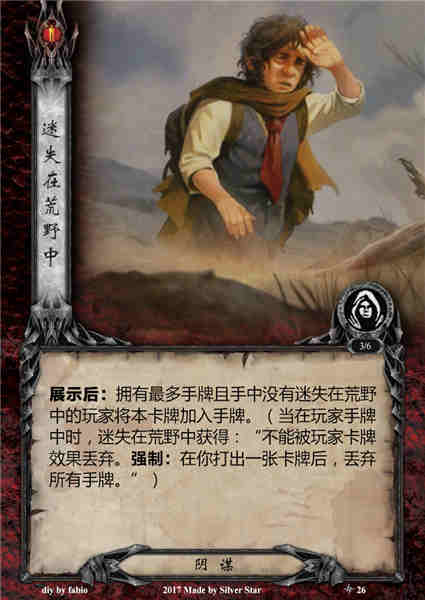 迷失在荒野中
3/6
展示后：拥有最多手牌且手中没有迷失在荒野
中的玩家将本卡牌加入手牌。（当在玩家手牌
中时，迷失在荒野中获得：“不能被玩家卡牌
效果丢弃。强制：在你打出一张卡牌后，丢弃
所有手牌。”）
阴谋
diy by fabio 2017 Made by Silver Star 26